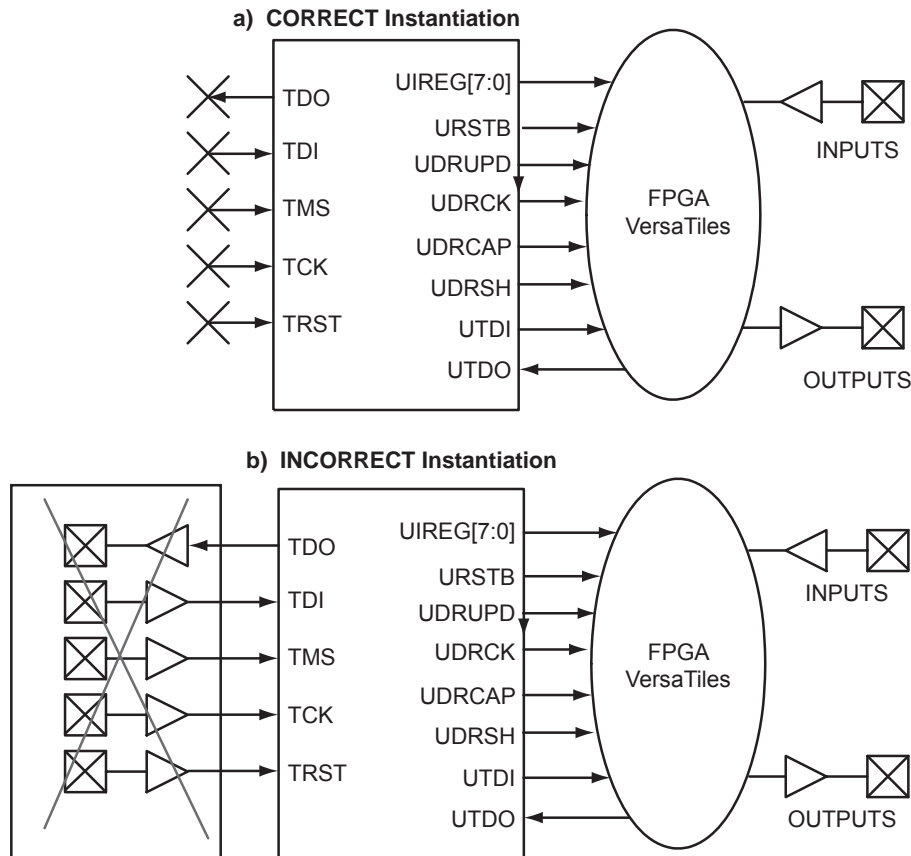 a) CORRECT Instantiation
TDO
TDI
TMS
TCK
TRST
UIREG[7:0]
URSTB
UDRUPD
UDRCK
UDRCAP
UDRSH
UTDI
UTDO
FPGA
VersaTiles
INPUTS
OUTPUTS
b) INCORRECT Instantiation
TDO
TDI
TMS
TCK
TRST
UIREG[7:0]
URSTB
UDRUPD
UDRCK
UDRCAP
UDRSH
UTDI
UTDO
FPGA
VersaTiles
INPUTS
OUTPUTS